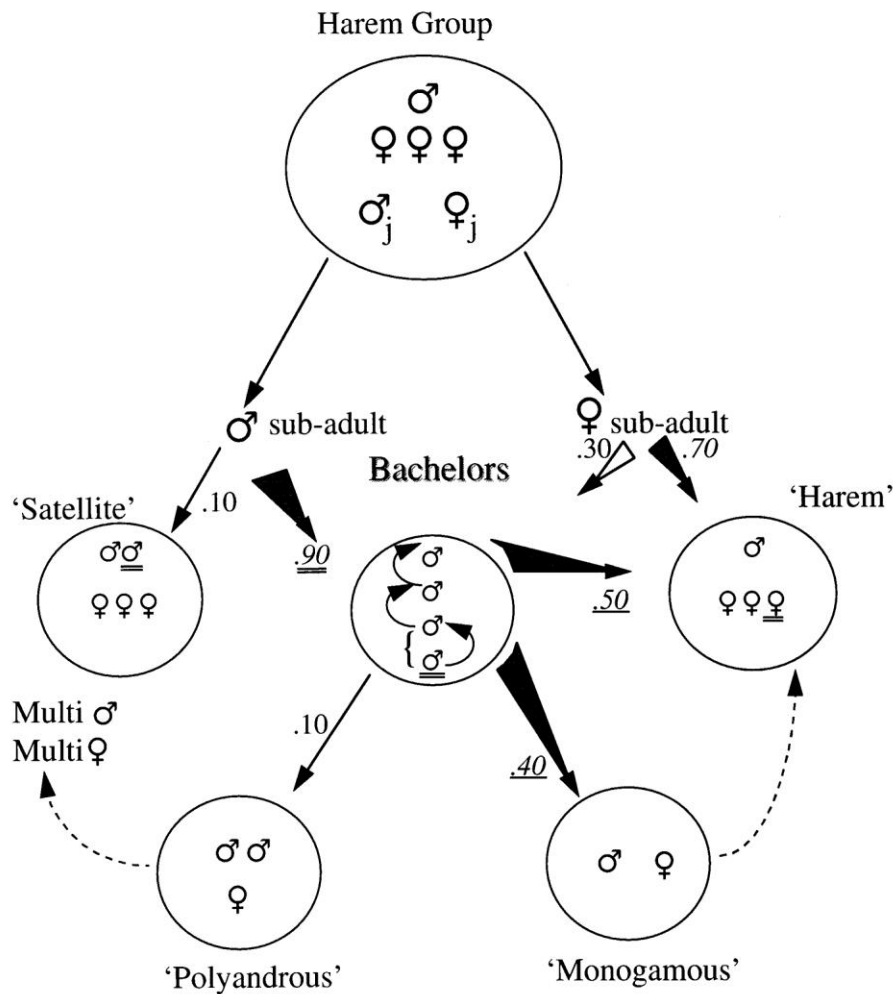 Harem Group
♂
♀ ♀ ♀
♂j ♀j
♂ sub-adult
♀ sub-adult
.30 .70
Bachelors
'Satellite'
.10
.90
'Harem'
♂♂
♀ ♀ ♀
♂
♂
♂
{ ♂
.50
♂
♀ ♀ ♀
Multi ♂
Multi ♀
.10
.40
♂ ♂
♀
♂ ♀
'Polyandrous'
'Monogamous'